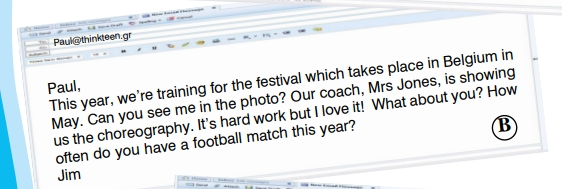 Paul@thinkteen.gr
Paul,
This year, we're training for the festival which takes place in Belgium in
May. Can you see me in the photo? Our coach, Mrs Jones, is showing
us the choreography. It's hard work but I love it! What about you? How
often do you have a football match this year?
Jim
B